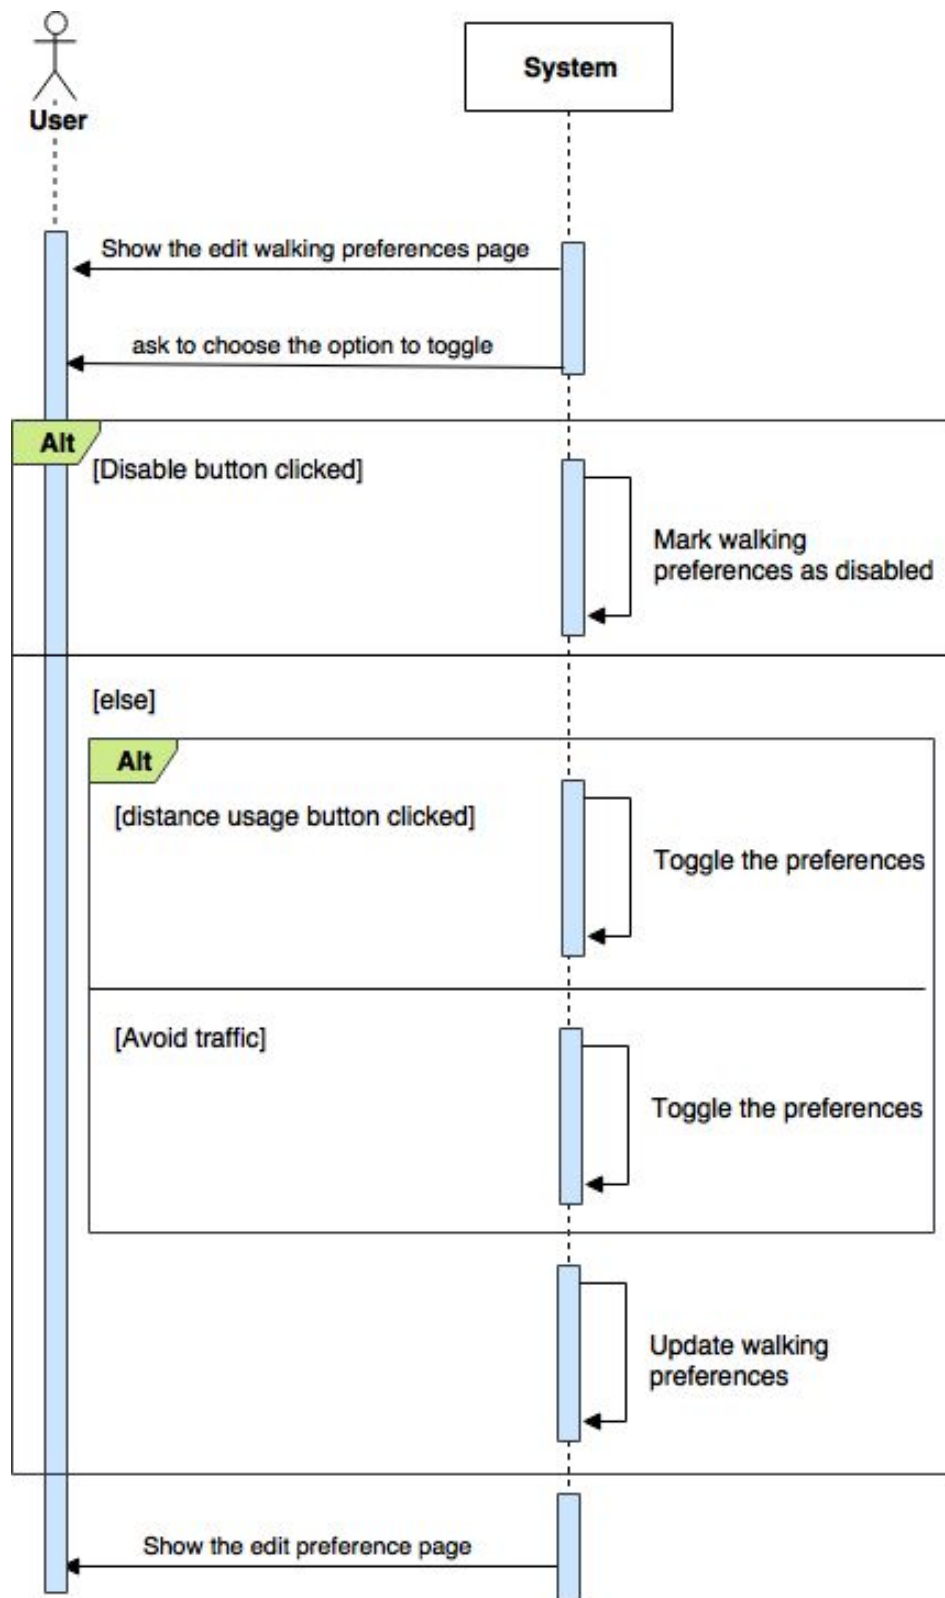 User
System
Show the edit walking preferences page
ask to choose the option to toggle
Alt
[Disable button clicked]
Mark walking
preferences as disabled
[else]
Alt
[distance usage button clicked]
Toggle the preferences
[Avoid traffic]
Toggle the preferences
Update walking
preferences
Show the edit preference page